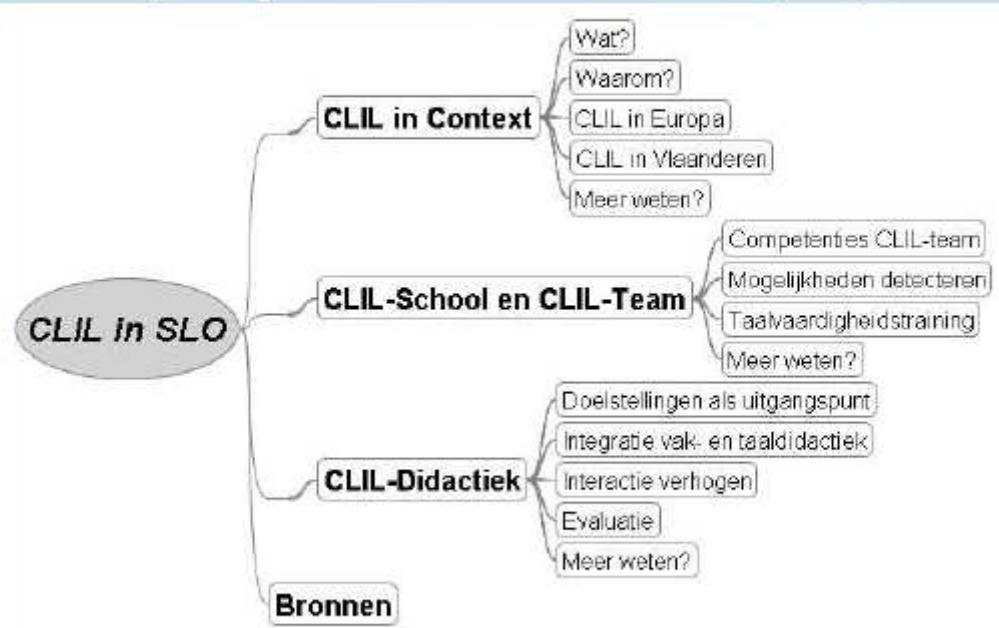 CLIL in SLO
CLIL in Context
Wat?
Waarom?
CLIL in Europa
CLIL in Vlaanderen
Meer weten?
CLIL-School en CLIL-Team
Competenties CLIL-team
Mogelijkheden detecteren
Taalvaardigheidstraining
Meer weten?
CLIL-Didactiek
Doelstellingen als uitgangspunt
Integratie vak- en taaldidactiek
Interactie verhogen
Evaluatie
Meer weten?
Bronnen